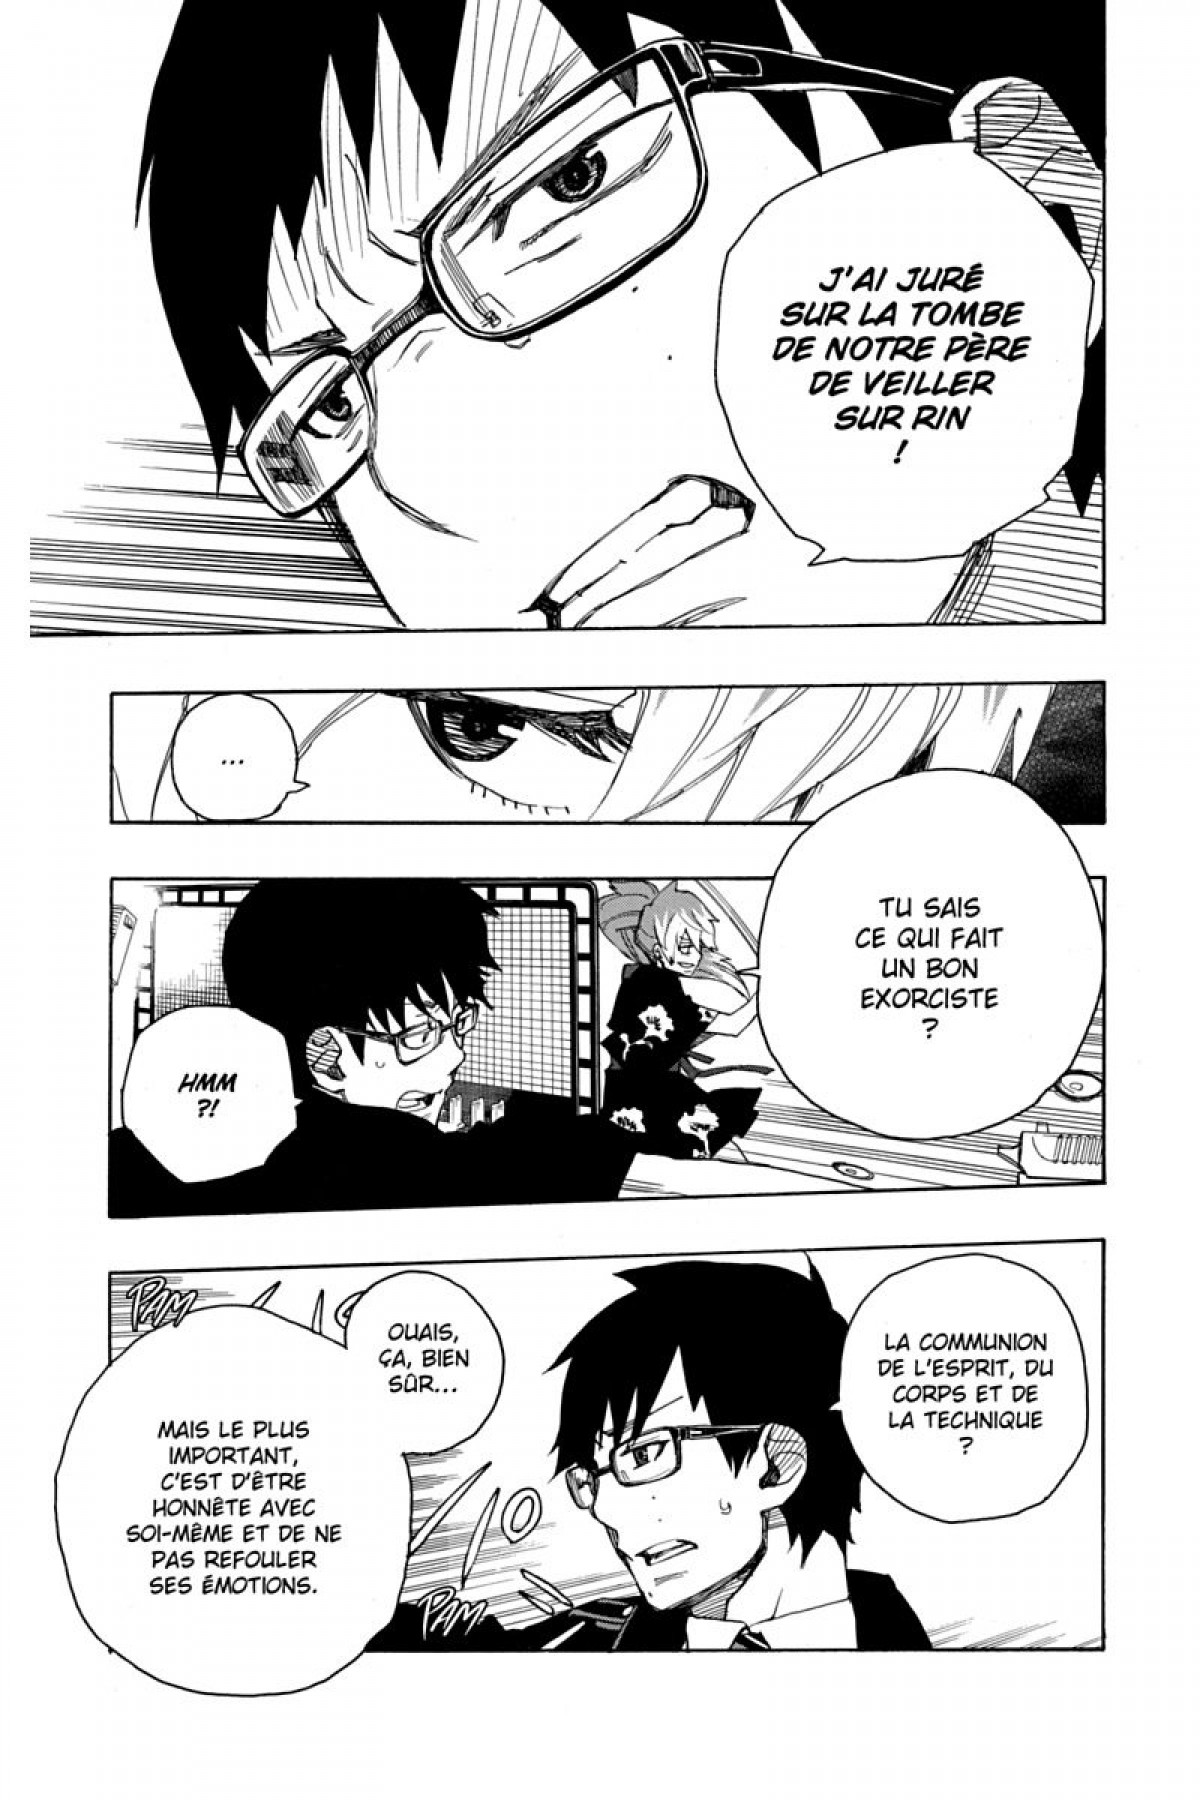 J'AI JURÉ
SUR LA TOMBE
DE NOTRE PÈRE
DE VEILLER
SUR RIN
!
...
TU SAIS
CE QUI FAIT
UN BON
EXORCISTE
?
HMM
?!
LA COMMUNION
DE L'ESPRIT, DU
CORPS ET DE
LA TECHNIQUE
?
OUAIS,
ÇA, BIEN
SÛR...
PAM
MAIS LE PLUS
IMPORTANT,
C'EST D'ÊTRE
HONNÊTE AVEC
SOI-MÊME ET DE NE
PAS REFOULER
SES ÉMOTIONS.
PAM